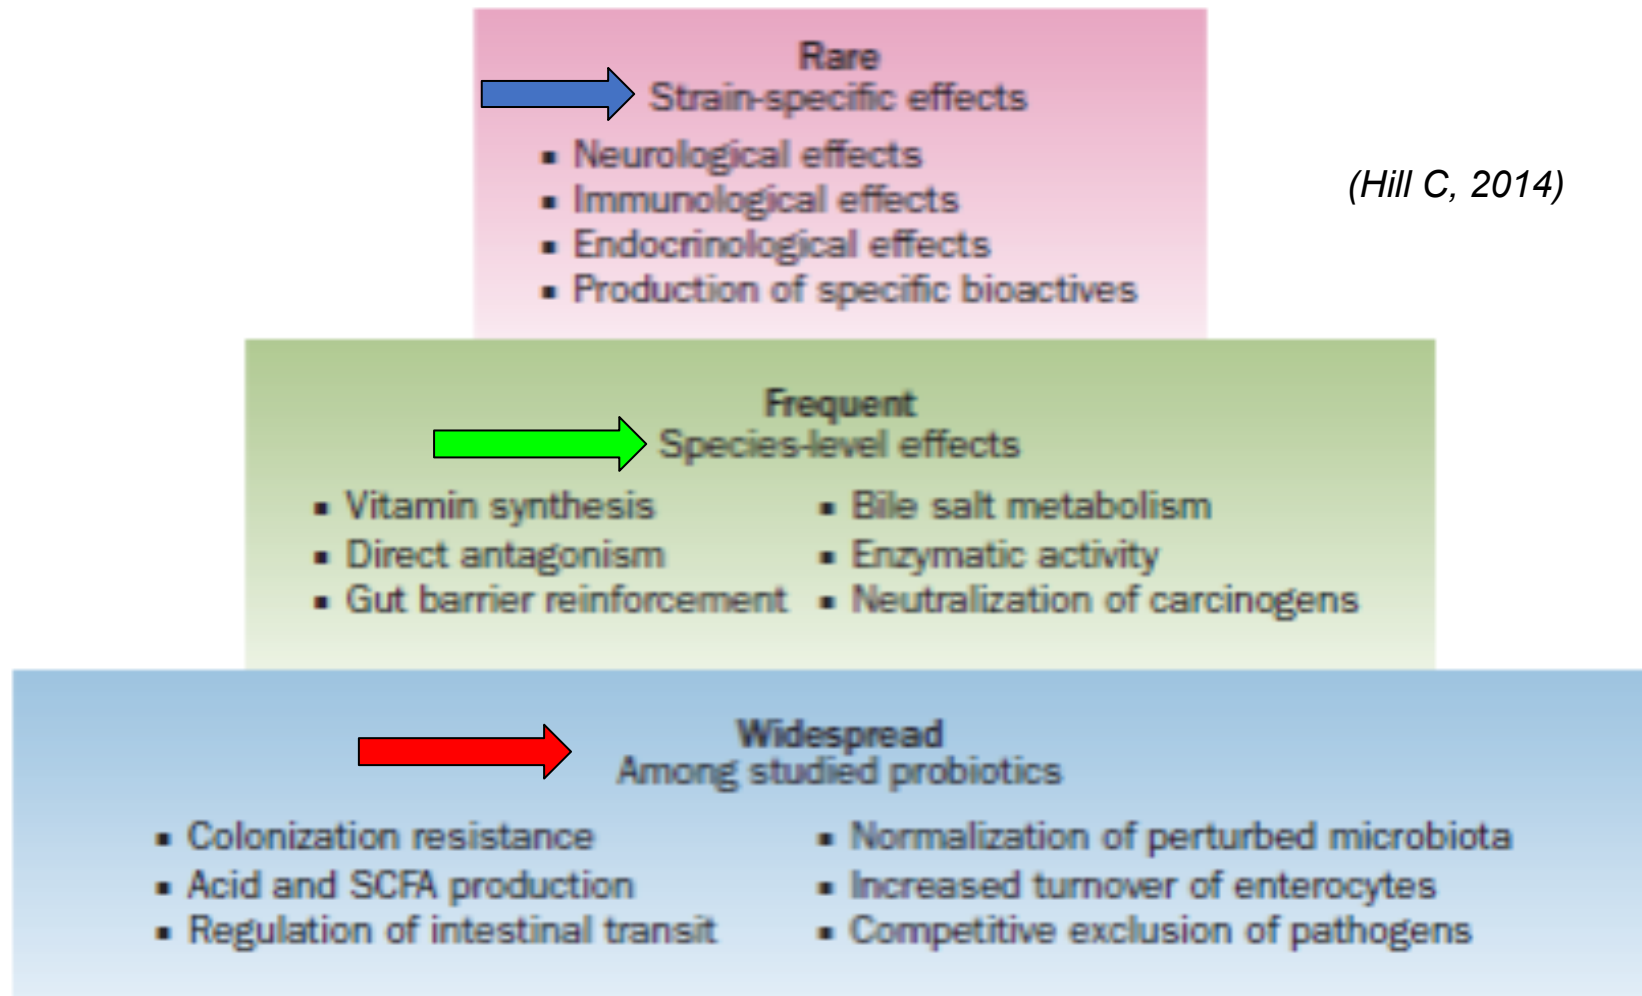 Rare
Strain-specific effects
▪ Neurological effects
▪ Immunological effects
▪ Endocrinological effects
▪ Production of specific bioactives
(Hill C, 2014)
Frequent
Species-level effects
▪ Vitamin synthesis
▪ Direct antagonism
▪ Gut barrier reinforcement
▪ Bile salt metabolism
▪ Enzymatic activity
▪ Neutralization of carcinogens
Widespread
Among studied probiotics
▪ Colonization resistance
▪ Acid and SCFA production
▪ Regulation of intestinal transit
▪ Normalization of perturbed microbiota
▪ Increased turnover of enterocytes
▪ Competitive exclusion of pathogens